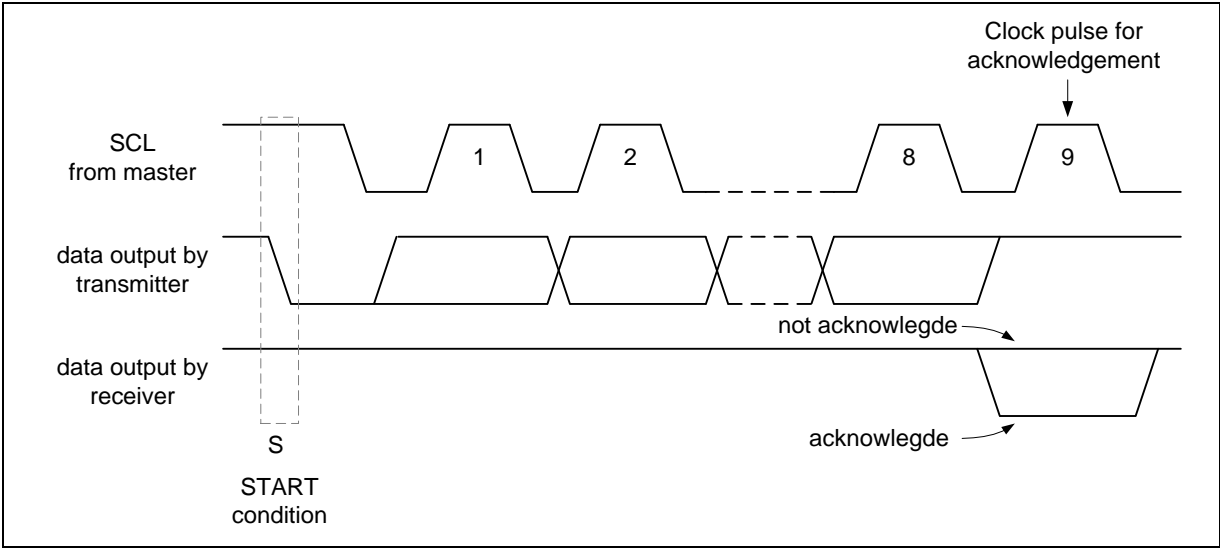 Clock pulse for
acknowledgement
SCL
from master
1
2
8
9
data output by
transmitter
not acknowlegde
data output by
receiver
acknowlegde
S
START
condition